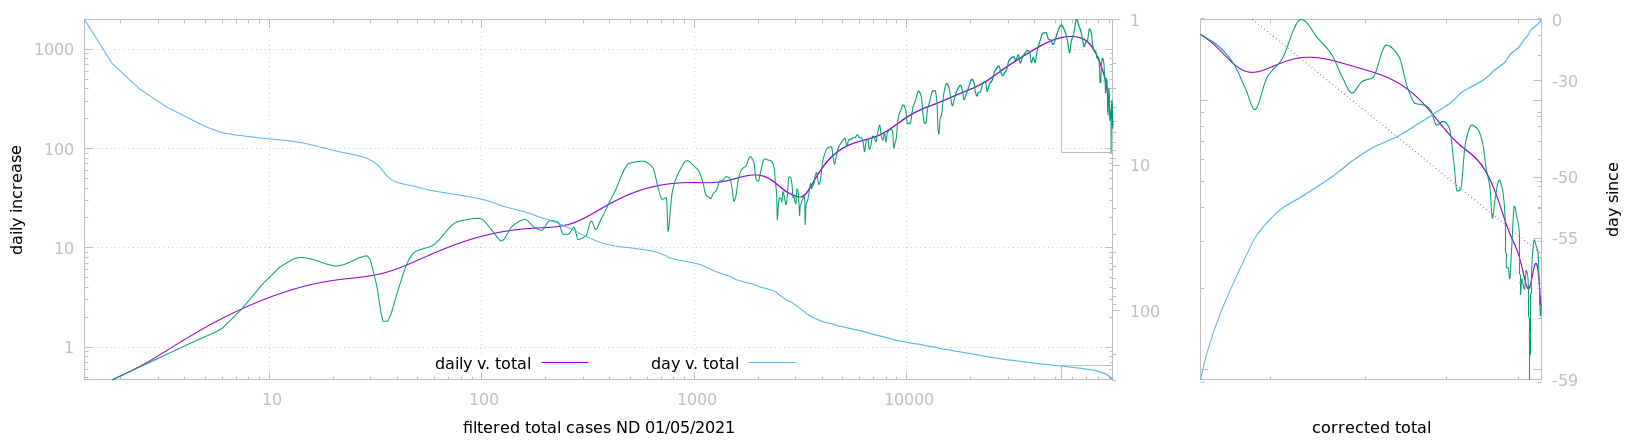 daily increase
1000
100
10
1
10
100
1000
10000
filtered total cases ND 01/05/2021
daily v. total
day v. total
1
10
100
corrected total
0
-30
-50
-55
-59
day since